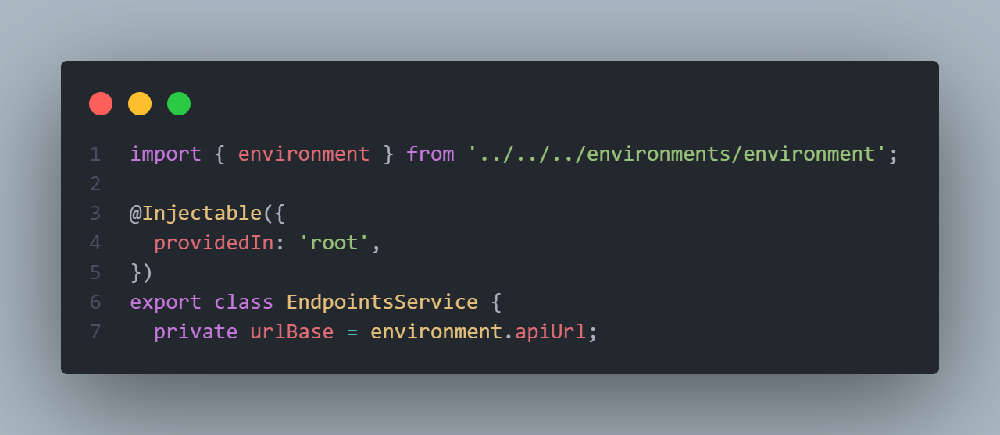 1 import { environment } from '../../../environments/environment';
2
3 @Injectable({
4   providedIn: 'root',
5 })
6 export class EndpointsService {
7   private urlBase = environment.apiUrl;